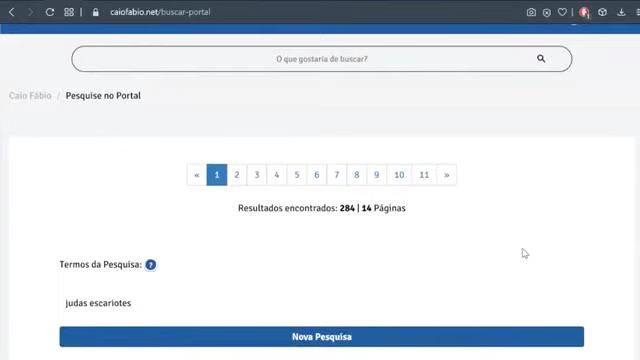 caiofabio.net/buscar-portal
O que gostaria de buscar?
Caio Fábio / Pesquise no Portal
« 1 2 3 4 5 6 7 8 9 10 11 »
Resultados encontrados: 284 | 14 Páginas
Termos da Pesquisa: ?
judas escariotes
Nova Pesquisa